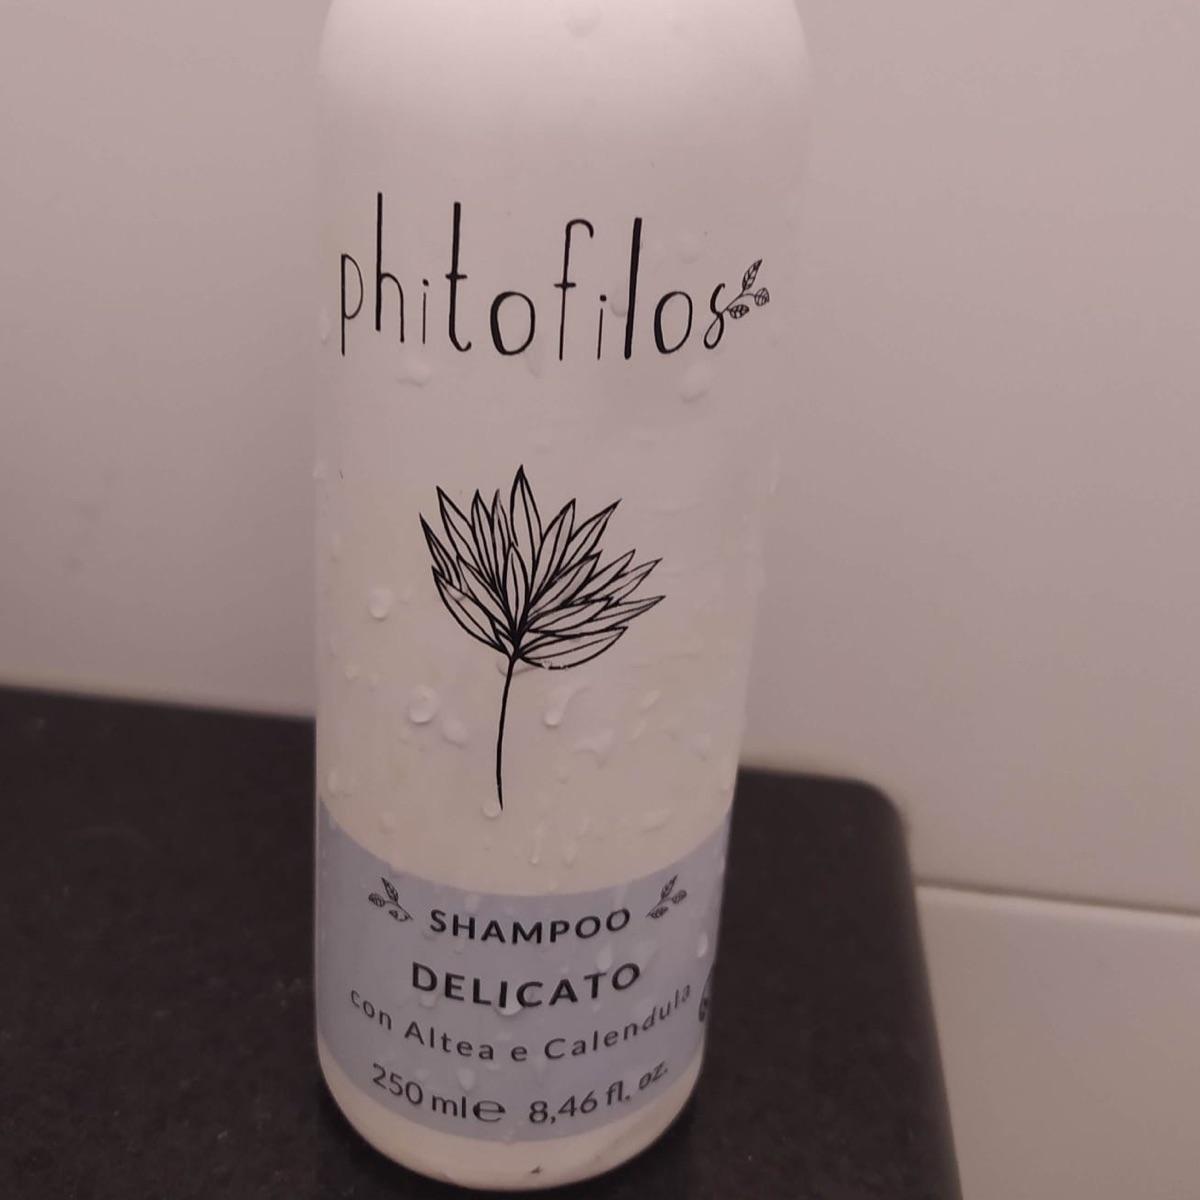 phitofilos
SHAMPOO
DELICATO
con Altea e Calendula
250 ml e 8,46 fl. oz.